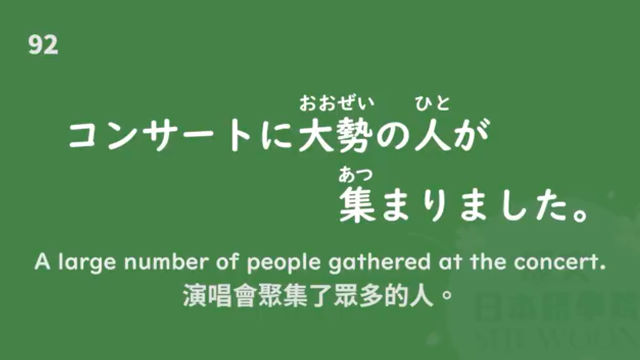 92
おおぜい ひと
コンサートに大勢の人が
あつ
集まりました。
A large number of people gathered at the concert.
演唱會聚集了眾多的人。